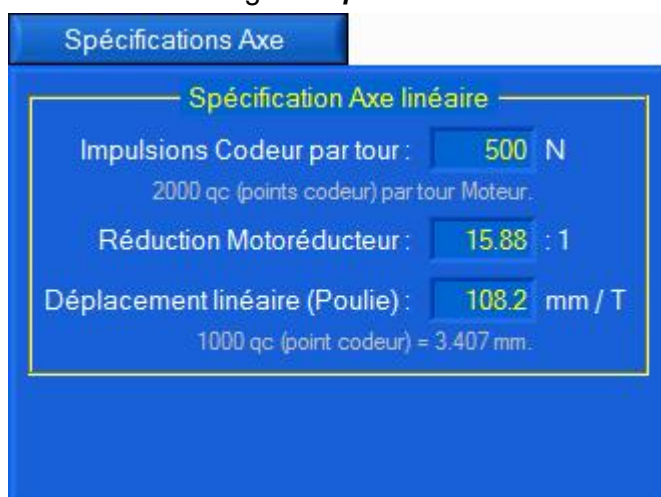 Spécifications Axe
Spécification Axe linéaire
Impulsions Codeur par tour : 500 N
2000 qc (points codeur) par tour Moteur.
Réduction Motoréducteur : 15.88 : 1
Déplacement linéaire (Poulie) : 108.2 mm / T
1000 qc (point codeur) = 3.407 mm.